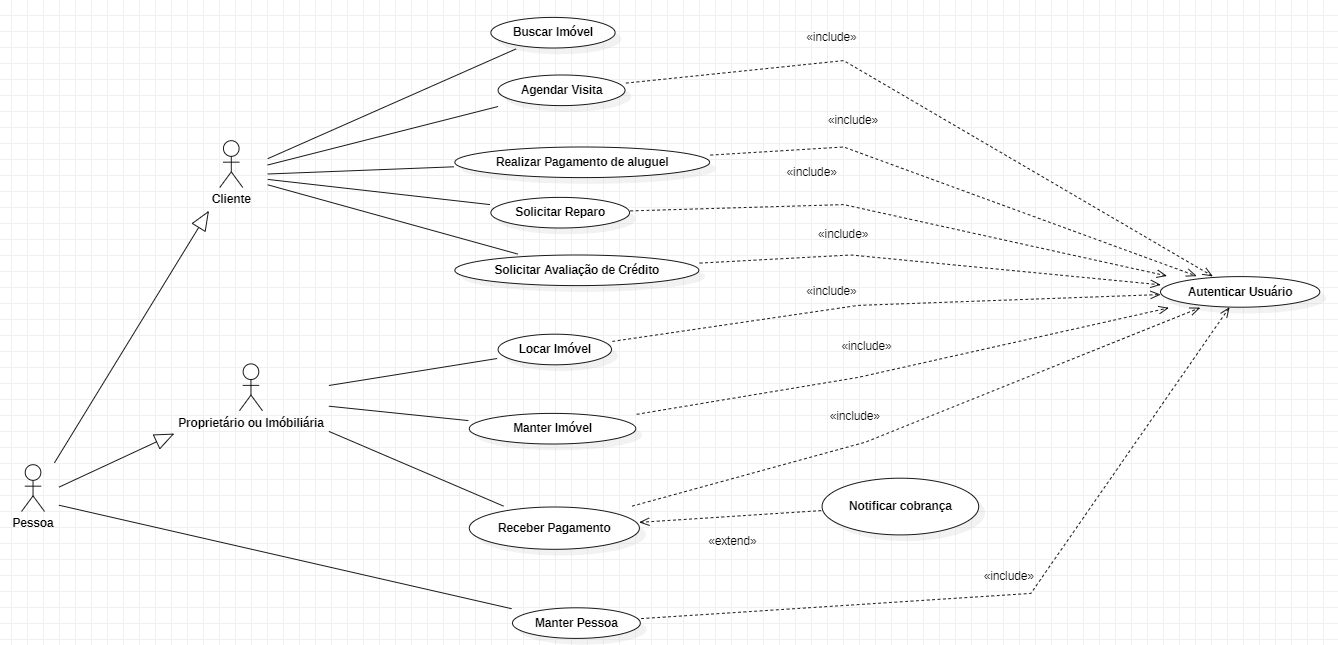 Buscar Imóvel
«include»
Agendar Visita
«include»
Realizar Pagamento de aluguel
«include»
Cliente
Solicitar Reparo
«include»
Solicitar Avaliação de Crédito
«include»
Autenticar Usuário
Locar Imóvel
«include»
Proprietário ou Imóbiliária
«include»
Manter Imóvel
Notificar cobrança
Pessoa
Receber Pagamento
«extend»
«include»
Manter Pessoa